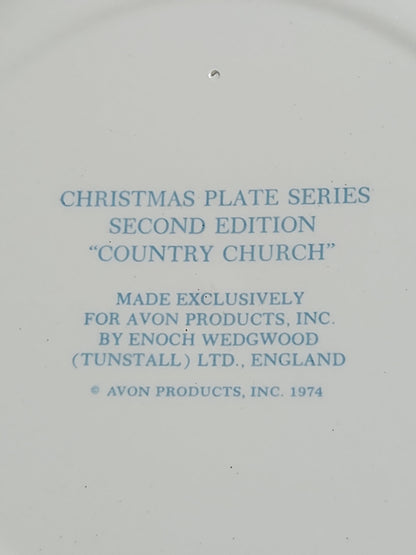 CHRISTMAS PLATE SERIES
SECOND EDITION
“COUNTRY CHURCH”
MADE EXCLUSIVELY
FOR AVON PRODUCTS, INC.
BY ENOCH WEDGWOOD
(TUNSTALL) LTD., ENGLAND
© AVON PRODUCTS, INC. 1974